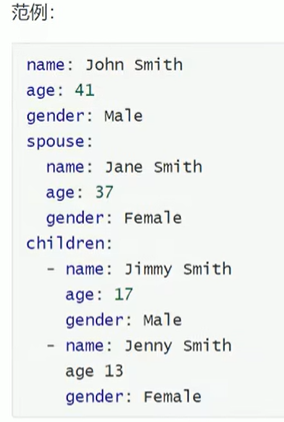 范例：
name: John Smith
age: 41
gender: Male
spouse:
  name: Jane Smith
  age: 37
  gender: Female
children:
  - name: Jimmy Smith
    age: 17
    gender: Male
  - name: Jenny Smith
    age 13
    gender: Female